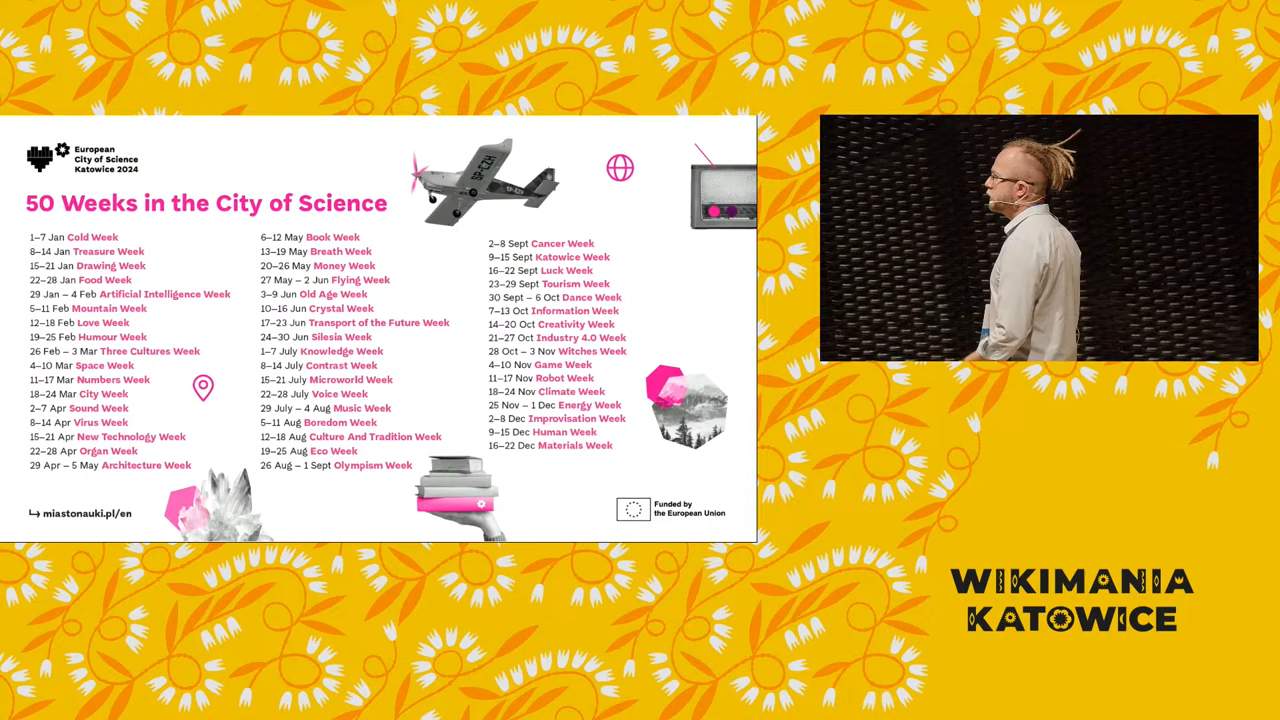 European
City of Science
Katowice 2024
50 Weeks in the City of Science
1–7 Jan Cold Week
8–14 Jan Treasure Week
15–21 Jan Drawing Week
22–28 Jan Food Week
29 Jan – 4 Feb Artificial Intelligence Week
5–11 Feb Mountain Week
12–18 Feb Love Week
19–25 Feb Humour Week
26 Feb – 3 Mar Three Cultures Week
4–10 Mar Space Week
11–17 Mar Numbers Week
18–24 Mar City Week
2–7 Apr Sound Week
8–14 Apr Virus Week
15–21 Apr New Technology Week
22–28 Apr Organ Week
29 Apr – 5 May Architecture Week
6–12 May Book Week
13–19 May Breath Week
20–26 May Money Week
27 May – 2 Jun Flying Week
3–9 Jun Old Age Week
10–16 Jun Crystal Week
17–23 Jun Transport of the Future Week
24–30 Jun Silesia Week
1–7 July Knowledge Week
8–14 July Contrast Week
15–21 July Microworld Week
22–28 July Voice Week
29 July – 4 Aug Music Week
5–11 Aug Boredom Week
12–18 Aug Culture And Tradition Week
19–25 Aug Eco Week
26 Aug – 1 Sept Olympism Week
2–8 Sept Cancer Week
9–15 Sept Katowice Week
16–22 Sept Luck Week
23–29 Sept Tourism Week
30 Sept – 6 Oct Dance Week
7–13 Oct Information Week
14–20 Oct Creativity Week
21–27 Oct Industry 4.0 Week
28 Oct – 3 Nov Witches Week
4–10 Nov Game Week
11–17 Nov Robot Week
18–24 Nov Climate Week
25 Nov – 1 Dec Energy Week
2–8 Dec Improvisation Week
9–15 Dec Human Week
16–22 Dec Materials Week
SP-CZH
SP-CZH
miastonauki.pl/en
Funded by
the European Union
WIKIMANIA
KATOWICE